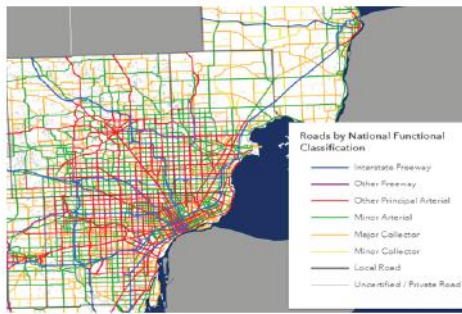 Roads by National Functional
Classification
Interstate Freeway
Other Freeway
Other Principal Arterial
Minor Arterial
Major Collector
Minor Collector
Local Road
Uncertified / Private Road